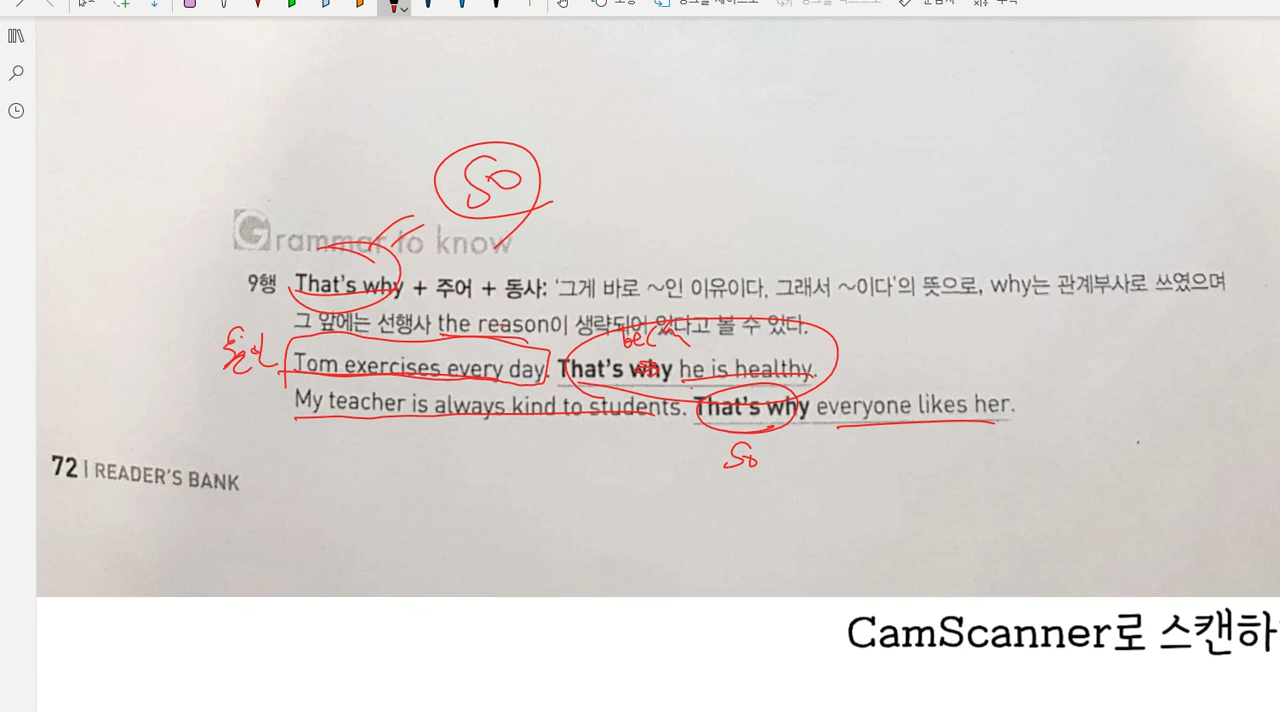 so
Grammar to know
9행 That's why + 주어 + 동사: '그게 바로 ~인 이유이다, 그래서 ~이다'의 뜻으로, why는 관계부사로 쓰였으며
그 앞에는 선행사 the reason이 생략되어 있다고 볼 수 있다.
Tom exercises every day. That's why he is healthy.
My teacher is always kind to students. That's why everyone likes her.
so
72 | READER'S BANK
CamScanner로 스캔하